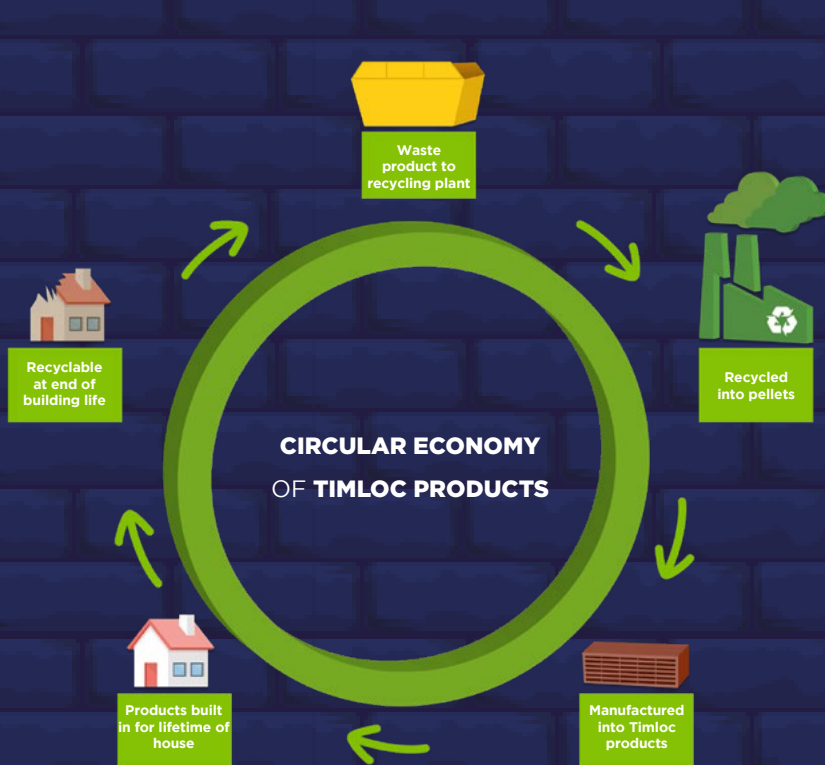 Waste
product to
recycling plant
Recyclable
at end of
building life
Recycled
into pellets
CIRCULAR ECONOMY
OF TIMLOC PRODUCTS
Products built
in for lifetime of
house
Manufactured
into Timloc
products